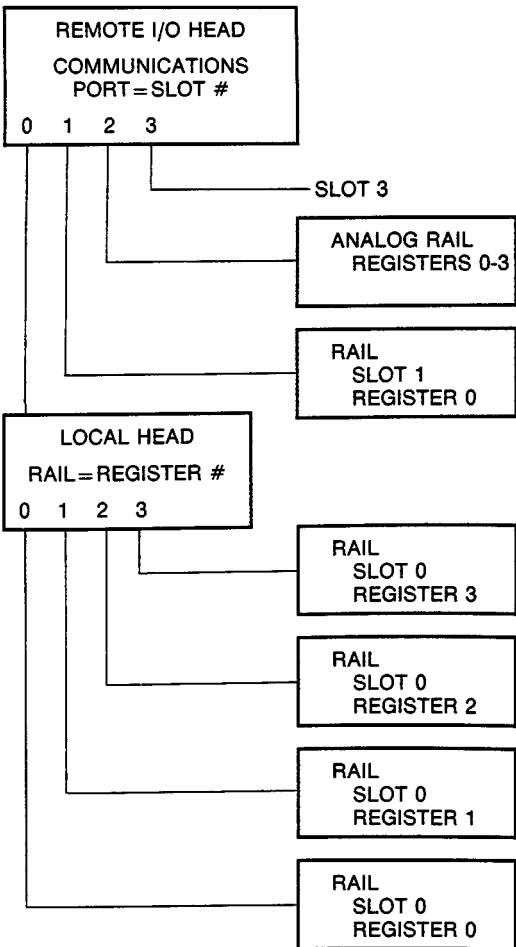 REMOTE I/O HEAD
COMMUNICATIONS
PORT=SLOT #
0 1 2 3
SLOT 3
ANALOG RAIL
REGISTERS 0-3
RAIL
SLOT 1
REGISTER 0
LOCAL HEAD
RAIL=REGISTER #
0 1 2 3
RAIL
SLOT 0
REGISTER 3
RAIL
SLOT 0
REGISTER 2
RAIL
SLOT 0
REGISTER 1
RAIL
SLOT 0
REGISTER 0